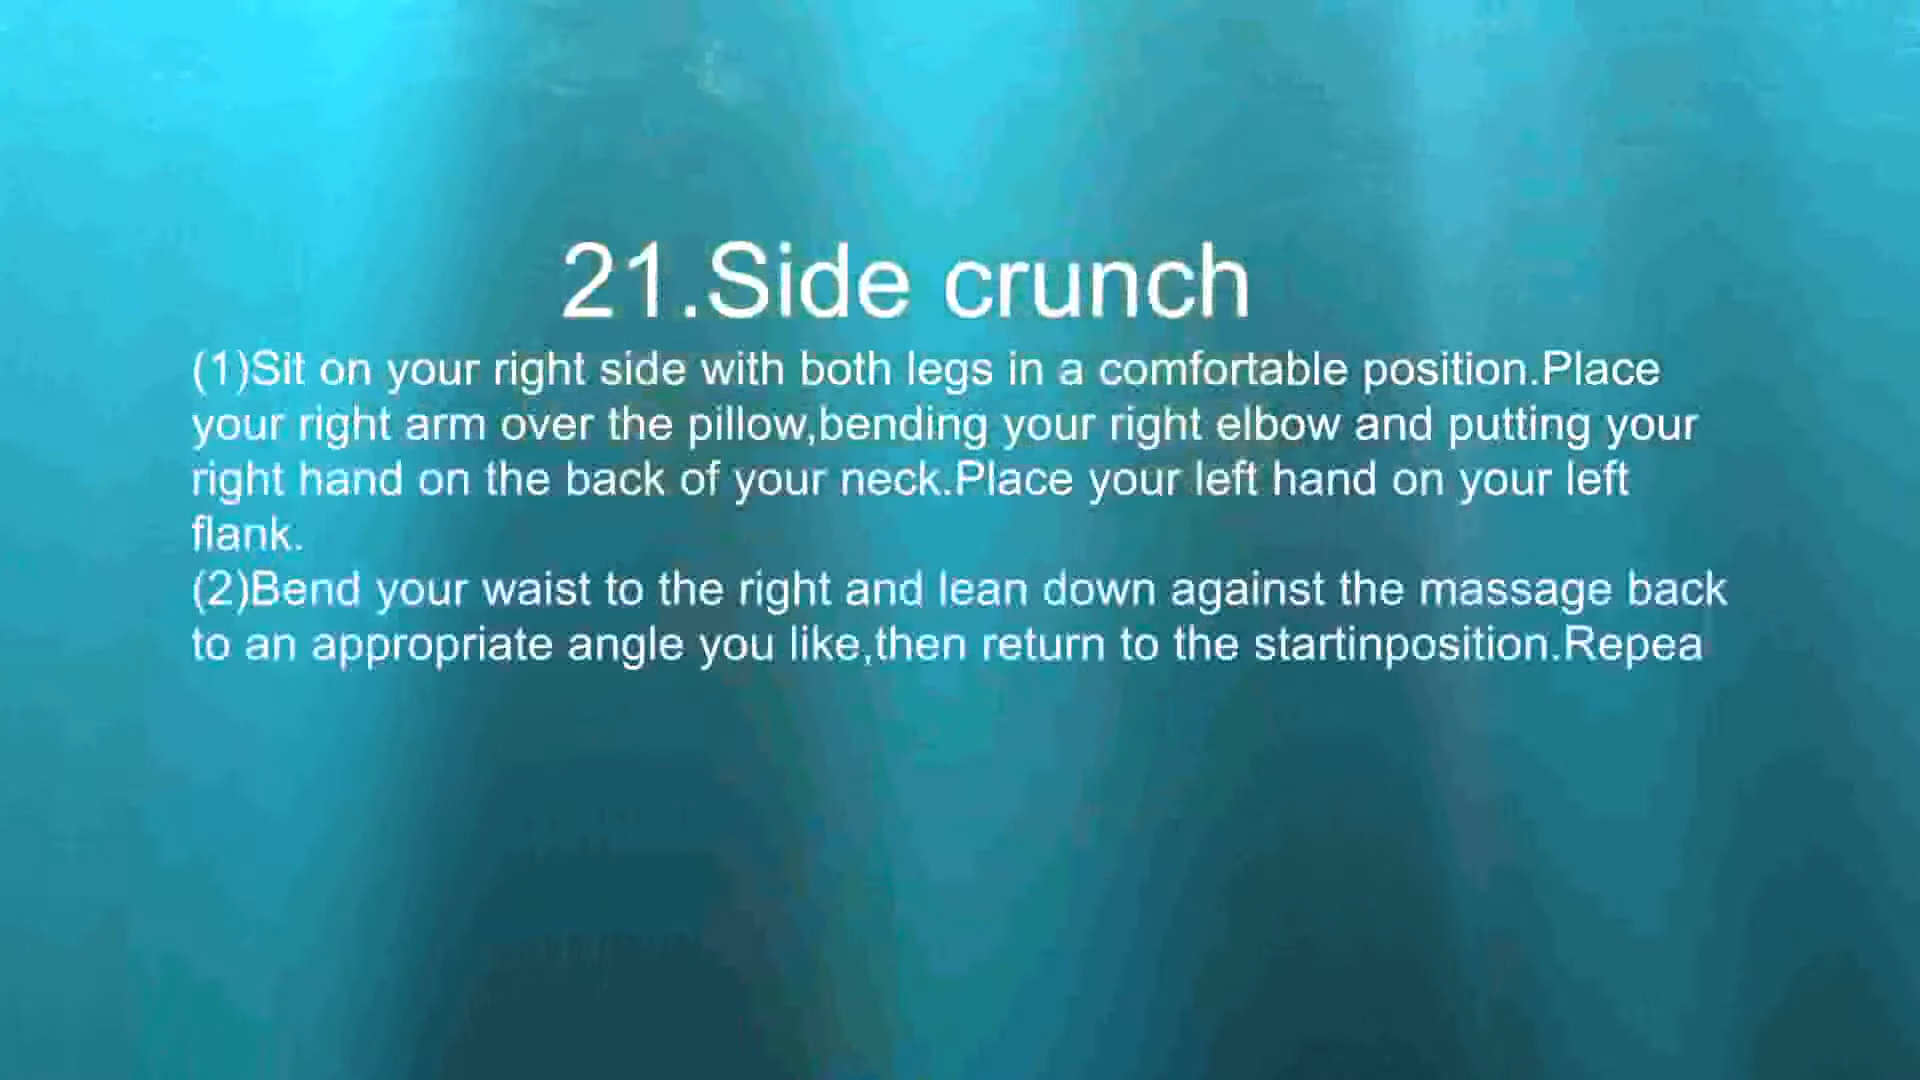 21.Side crunch
(1)Sit on your right side with both legs in a comfortable position.Place
your right arm over the pillow,bending your right elbow and putting your
right hand on the back of your neck.Place your left hand on your left
flank.
(2)Bend your waist to the right and lean down against the massage back
to an appropriate angle you like,then return to the startinposition.Repea